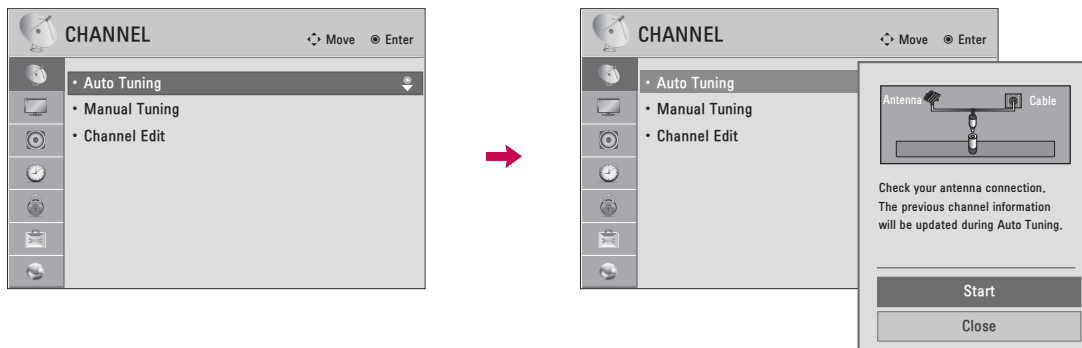 CHANNEL
Move Enter
• Auto Tuning
• Manual Tuning
• Channel Edit
CHANNEL
Move Enter
• Auto Tuning
• Manual Tuning
• Channel Edit
Antenna Cable
Check your antenna connection.
The previous channel information
will be updated during Auto Tuning.
Start
Close